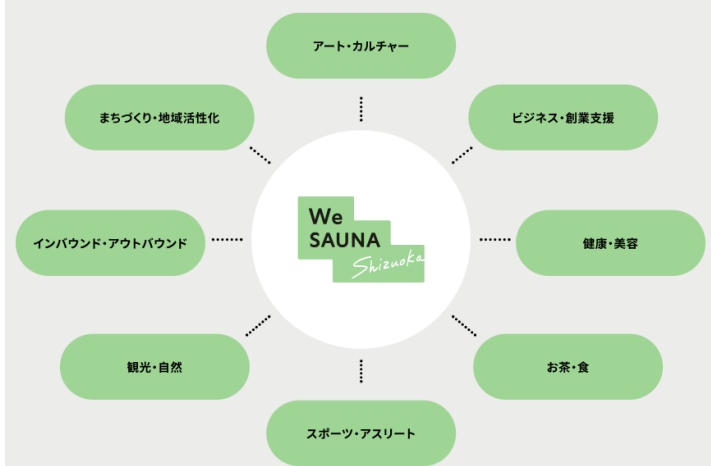 アート・カルチャー
まちづくり・地域活性化
ビジネス・創業支援
We
SAUNA
Shizuoka
インバウンド・アウトバウンド
健康・美容
観光・自然
お茶・食
スポーツ・アスリート